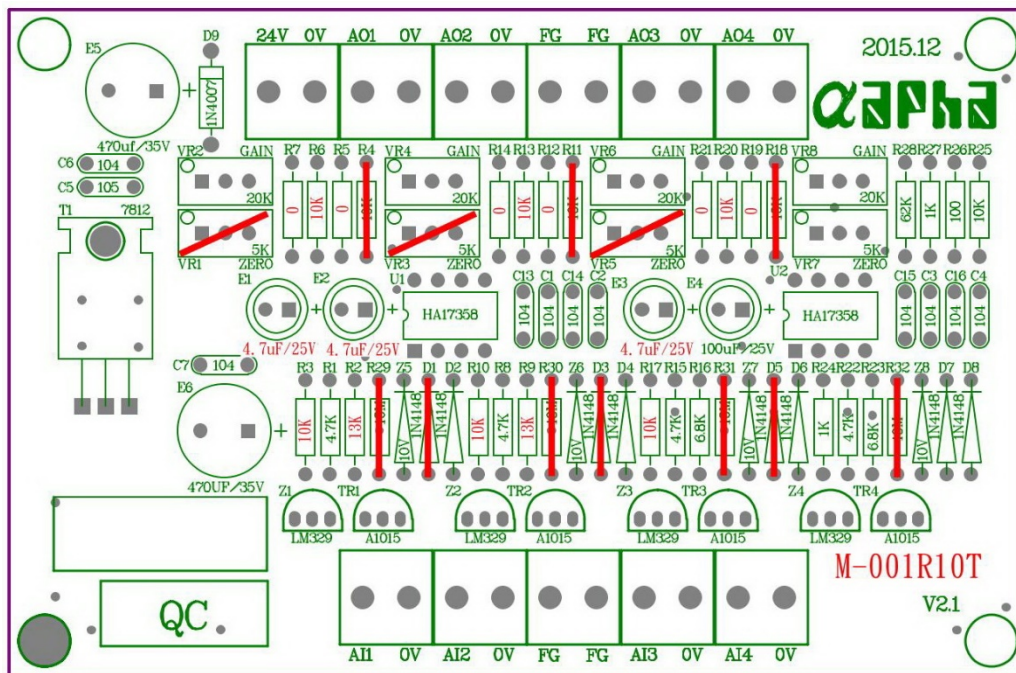 24V 0V AO1 0V AO2 0V FG FG AO3 0V AO4 0V
2015.12
αapha
E5
D9
1N4007
470uf/35V
C6 104
C5 105
VR2 GAIN
20K
R7 R6 R5 R4
0 10K 0
VR4 GAIN
20K
R14 R13 R12 R11
0 10K 0
VR6 GAIN
20K
R21 R20 R19 R18
0 10K 0
VR8 GAIN
20K
R28 R27 R26 R25
62K 1K 100 10K
T1 7812
5K
VR1 ZERO
5K
VR3 ZERO
5K
VR5 ZERO
5K
VR7 ZERO
E1 E2 U1
HA17358
C13 C1 C14 C2
104 104 104 104
E3 E4 U2
HA17358
C15 C3 C16 C4
104 104 104 104
4.7uF/25V 4.7uF/25V 4.7uF/25V 100uF/25V
C7 104
E6
470UF/35V
R3 R1 R2 R29 Z5 D1 D2
10K 4.7K 13K 10V 1N4148 1N4148
R10 R8 R9 R30 Z6 D3 D4
10K 4.7K 13K 10V 1N4148 1N4148
R17 R15 R16 R31 Z7 D5 D6
10K 4.7K 6.8K 10V 1N4148 1N4148
R24 R22 R23 R32 Z8 D7 D8
1K 4.7K 6.8K 10V 1N4148 1N4148
Z1 TR1 Z2 TR2 Z3 TR3 Z4 TR4
LM329 A1015 LM329 A1015 LM329 A1015 LM329 A1015
M-001R10T
QC
V2.1
AI1 0V AI2 0V FG FG AI3 0V AI4 0V